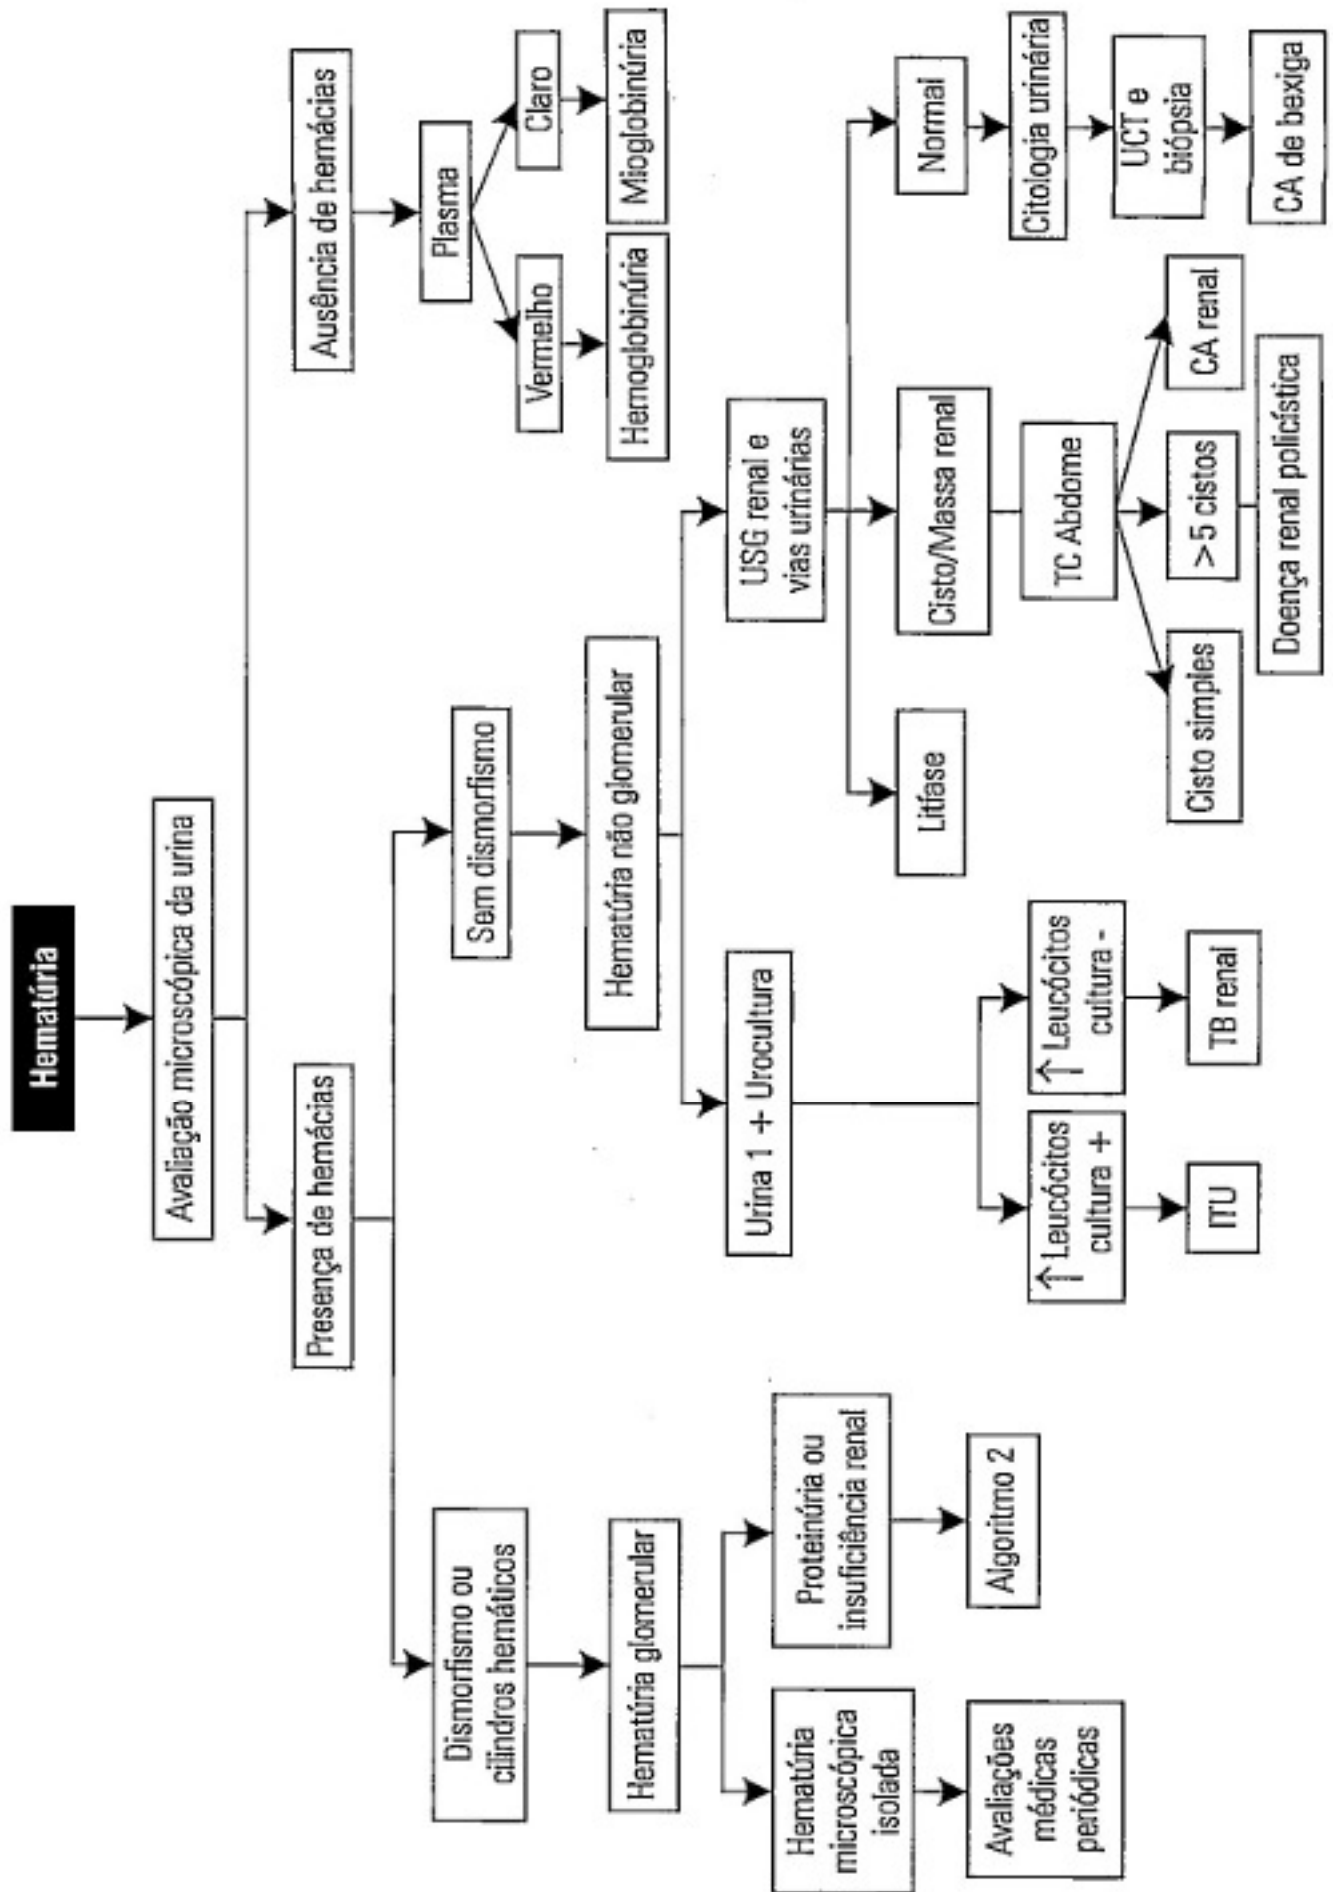 Hematúria
Avaliação microscópica da urina
Presença de hemácias
Ausência de hemácias
Dismorfismo ou
cilindros hemáticos
Sem dismorfismo
Plasma
Vermelho
Claro
Hemoglobinúria
Mioglobinúria
Hematúria glomerular
Hematúria não glomerular
Hematúria
microscópica
isolada
Proteinúria ou
insuficiência renal
Avaliações
médicas
periódicas
Algoritmo 2
Urina 1 + Urocultura
USG renal e
vias urinárias
↑ Leucócitos
cultura +
↑ Leucócitos
cultura -
ITU
TB renal
Litíase
Cisto/Massa renal
Normal
TC Abdome
Citologia urinária
Cisto simples
>5 cistos
CA renal
UCT e
biópsia
Doença renal policística
CA de bexiga